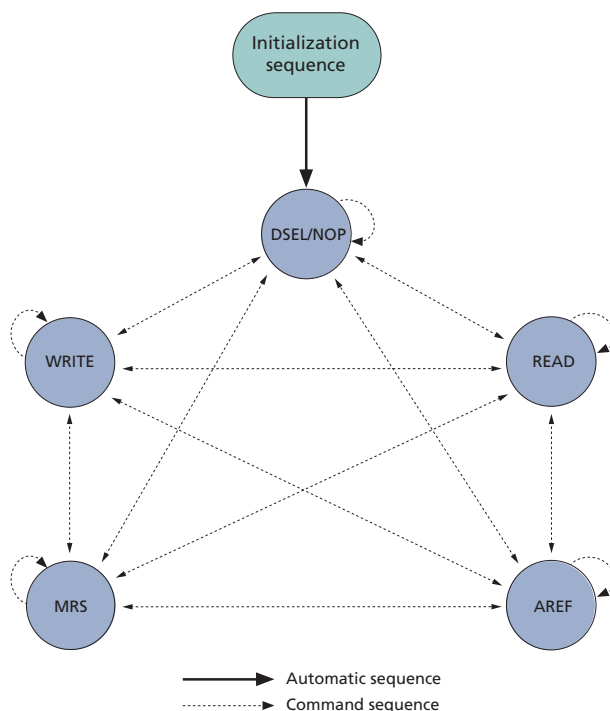 Initialization
sequence
DSEL/NOP
WRITE
READ
MRS
AREF
Automatic sequence
Command sequence